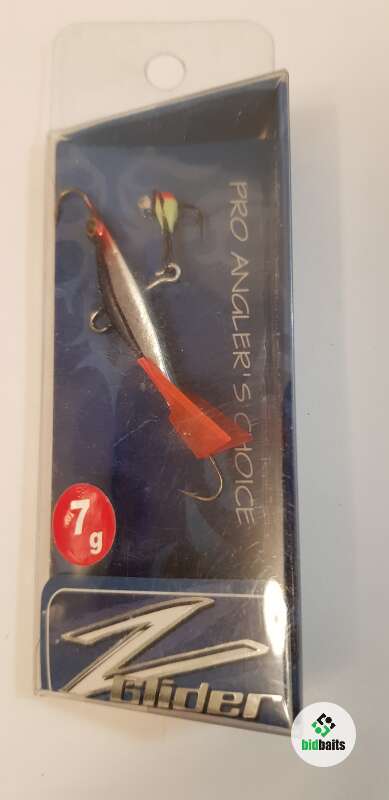 PRO ANGLER'S CHOICE
7g
Z Glider
bidbaits